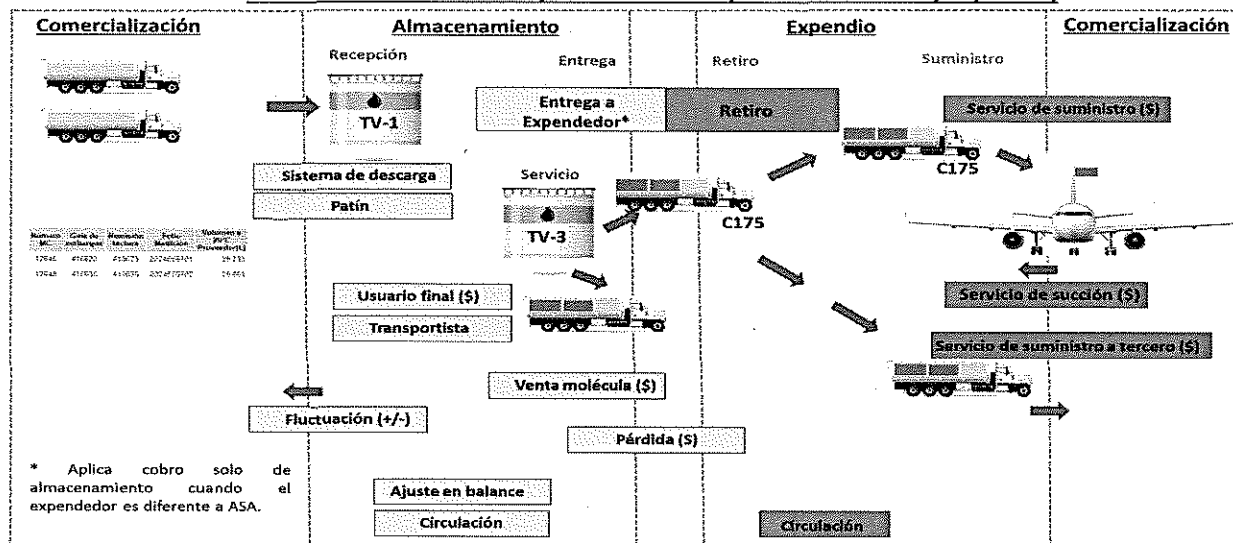 Comercialización
Almacenamiento
Expendio
Comercialización
Recepción
Entrega
Retiro
Suministro
TV-1
Entrega a
Expendedor*
Retiro
Servicio de suministro ($)
C175
Sistema de descarga
Patín
Servicio
TV-3
C175
Usuario final ($)
Transportista
Servicio de succión ($)
Servicio de suministro a tercero ($)
Venta molécula ($)
Fluctuación (+/-)
Pérdida ($)
* Aplica cobro solo de
almacenamiento cuando el
expendedor es diferente a ASA.
Ajuste en balance
Circulación
Circulación